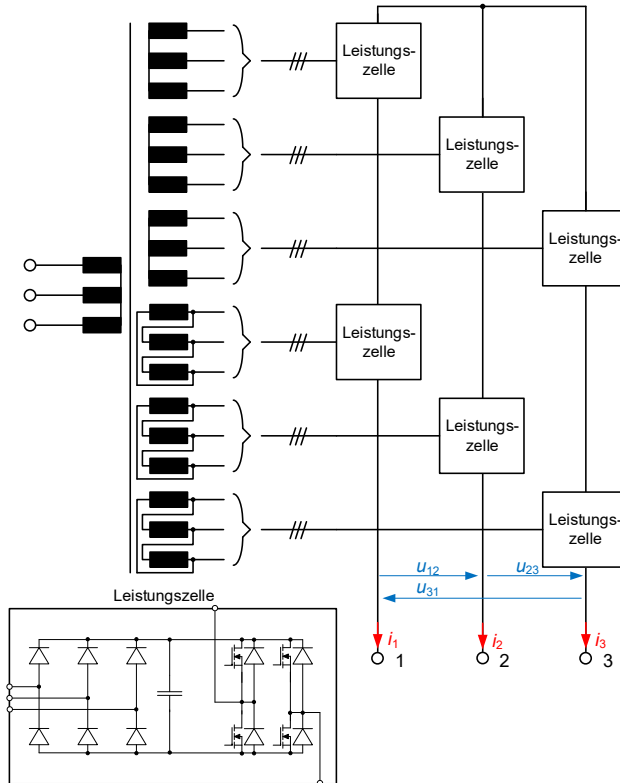 Leistungs-
zelle
Leistungs-
zelle
Leistungs-
zelle
Leistungs-
zelle
Leistungs-
zelle
Leistungs-
zelle
u12
u23
u31
i1
i2
i3
1
2
3
Leistungszelle